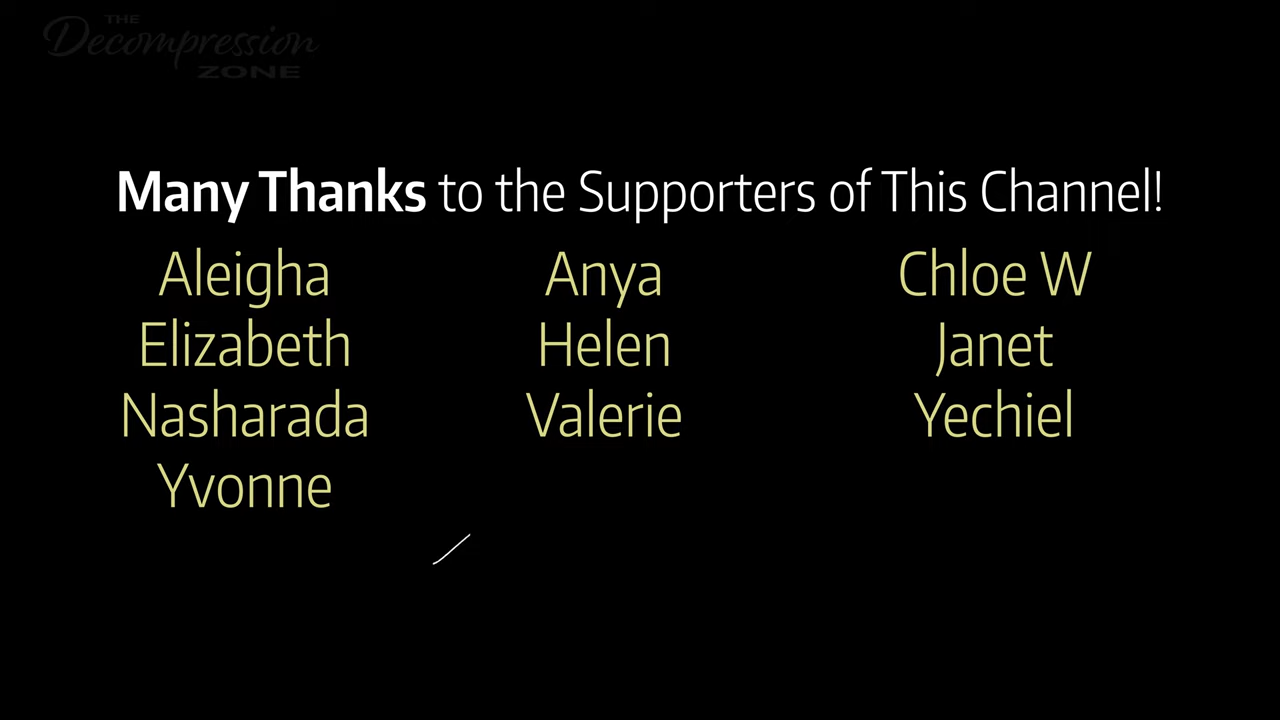 THE
Decompression
ZONE
Many Thanks to the Supporters of This Channel!
Aleigha Anya Chloe W
Elizabeth Helen Janet
Nasharada Valerie Yechiel
Yvonne